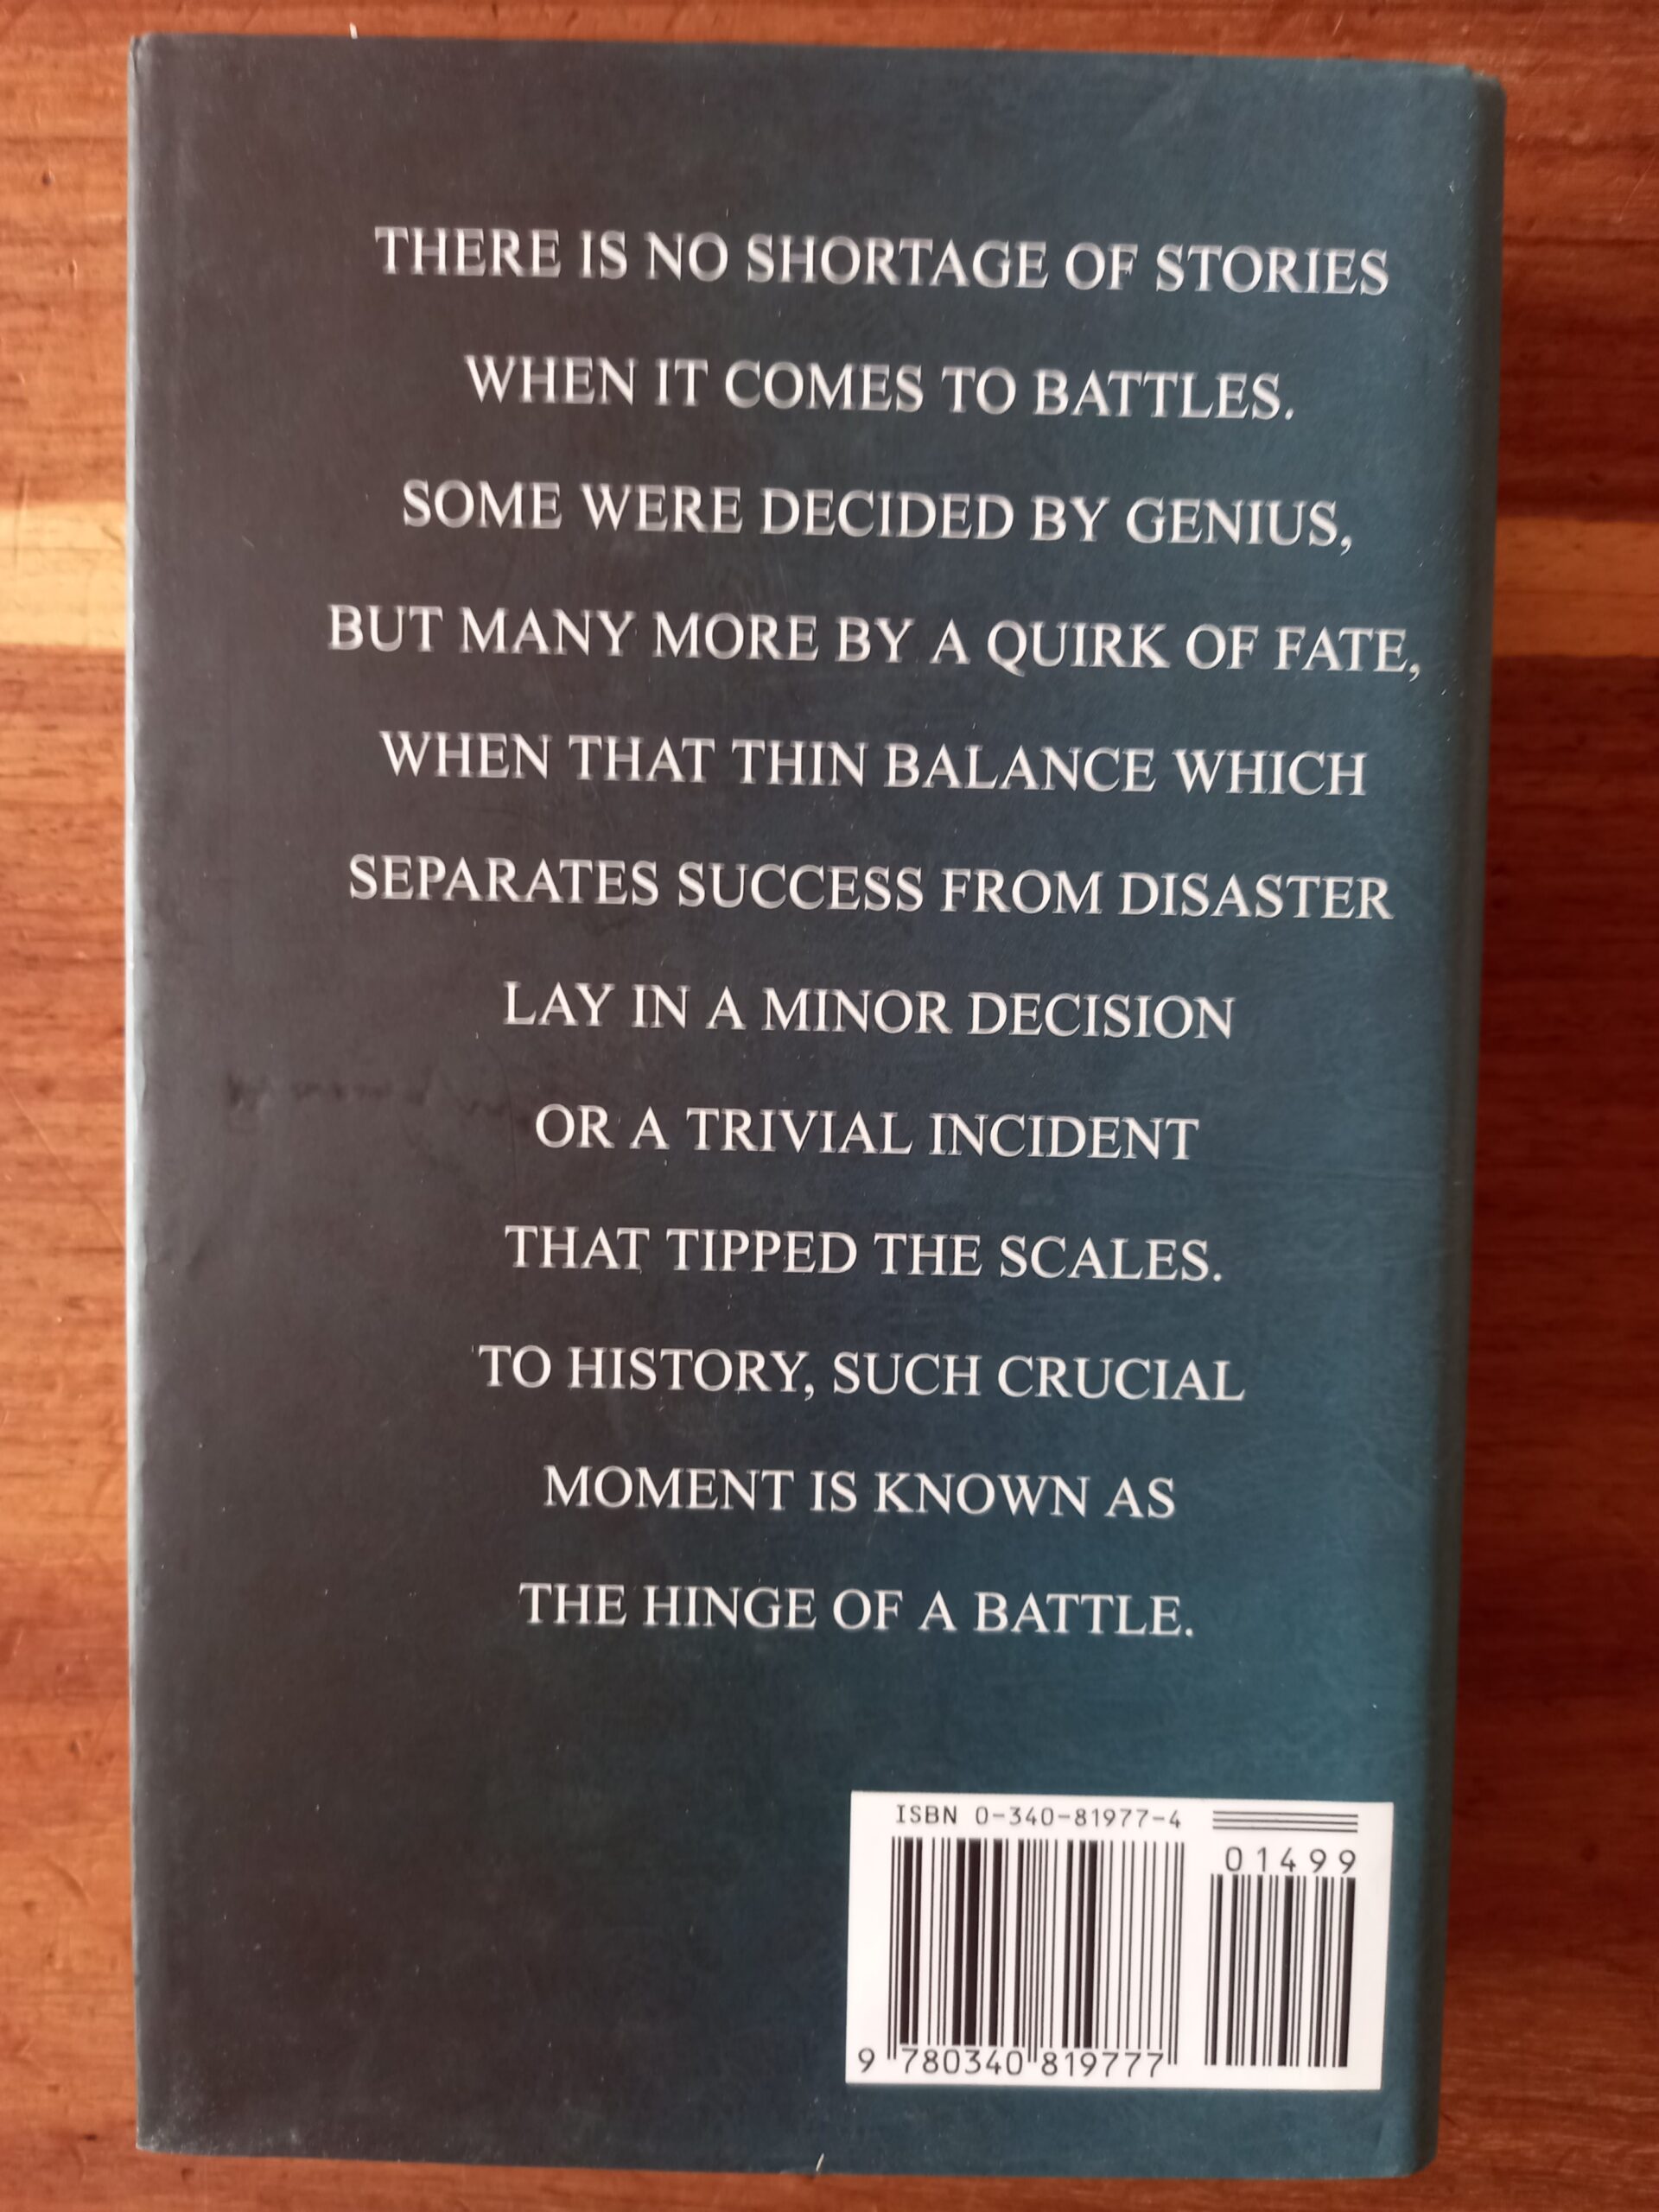 THERE IS NO SHORTAGE OF STORIES
WHEN IT COMES TO BATTLES.
SOME WERE DECIDED BY GENIUS,
BUT MANY MORE BY A QUIRK OF FATE,
WHEN THAT THIN BALANCE WHICH
SEPARATES SUCCESS FROM DISASTER
LAY IN A MINOR DECISION
OR A TRIVIAL INCIDENT
THAT TIPPED THE SCALES.
TO HISTORY, SUCH CRUCIAL
MOMENT IS KNOWN AS
THE HINGE OF A BATTLE.
ISBN 0-340-81977-4
01499
9 780340 819777